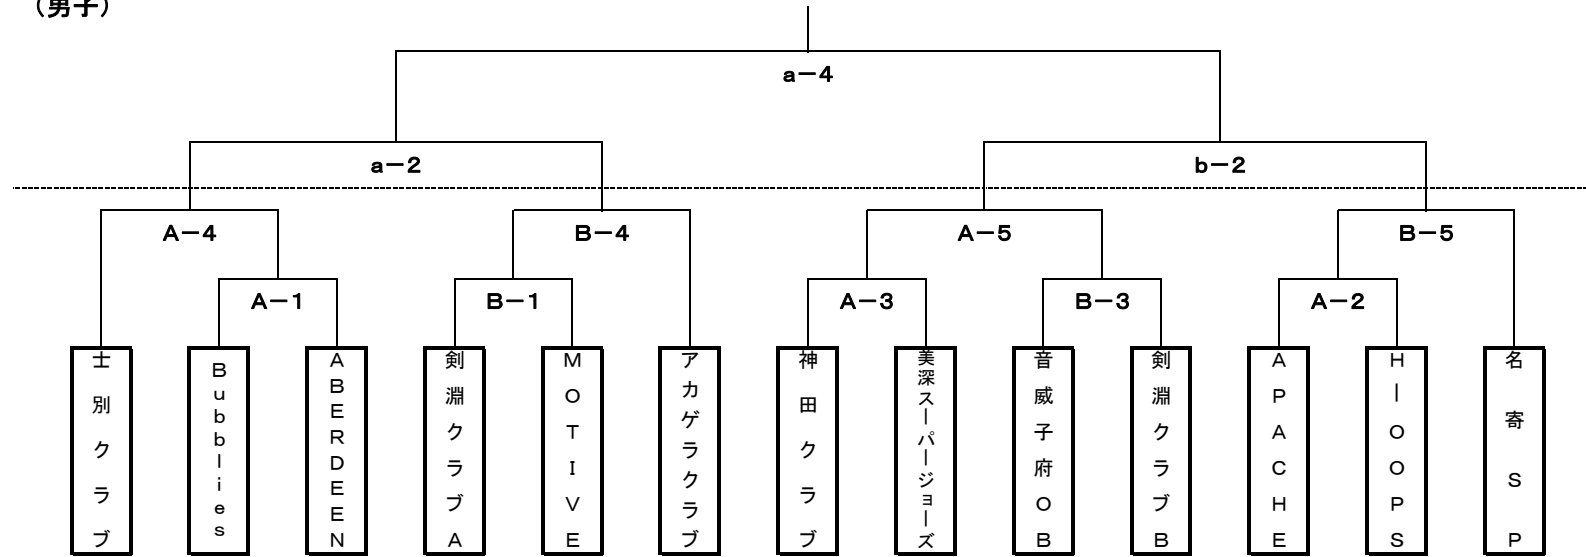 （男子）
a－4
a－2
b－2
A－4
B－4
A－5
B－5
A－1
B－1
A－3
B－3
A－2
士別クラブ
Bubblies
ABERDEEN
剣淵クラブA
MOTIVE
アカゲラクラブ
神田クラブ
美深スーパージョーズ
音威子府OB
剣淵クラブB
APACHE
H－OOPS
名寄SP